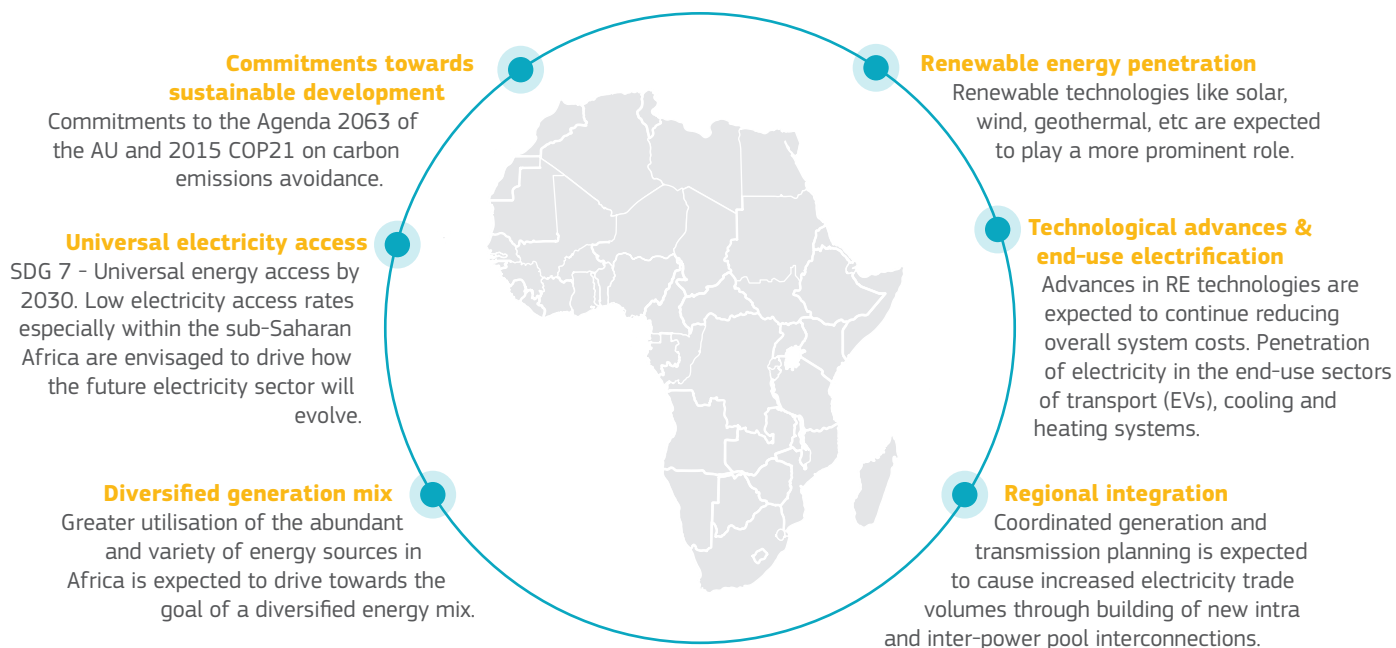 Commitments towards
sustainable development
Commitments to the Agenda 2063 of
the AU and 2015 COP21 on carbon
emissions avoidance.
Universal electricity access
SDG 7 - Universal energy access by
2030. Low electricity access rates
especially within the sub-Saharan
Africa are envisaged to drive how
the future electricity sector will
evolve.
Diversified generation mix
Greater utilisation of the abundant
and variety of energy sources in
Africa is expected to drive towards the
goal of a diversified energy mix.
Renewable energy penetration
Renewable technologies like solar,
wind, geothermal, etc are expected
to play a more prominent role.
Technological advances &
end-use electrification
Advances in RE technologies are
expected to continue reducing
overall system costs. Penetration
of electricity in the end-use sectors
of transport (EVs), cooling and
heating systems.
Regional integration
Coordinated generation and
transmission planning is expected
to cause increased electricity trade
volumes through building of new intra
and inter-power pool interconnections.